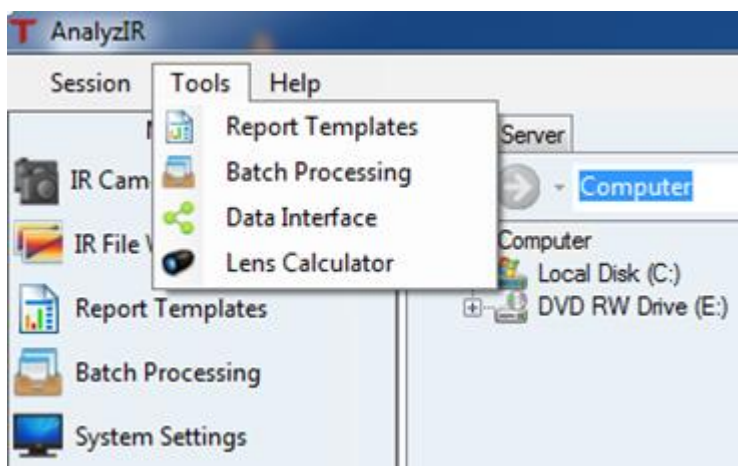 AnalyzIR
Session Tools Help
Report Templates
Batch Processing
Data Interface
Lens Calculator
IR Cam
IR File
Report Templates
Batch Processing
System Settings
Server
Computer
Computer
Local Disk (C:)
DVD RW Drive (E:)